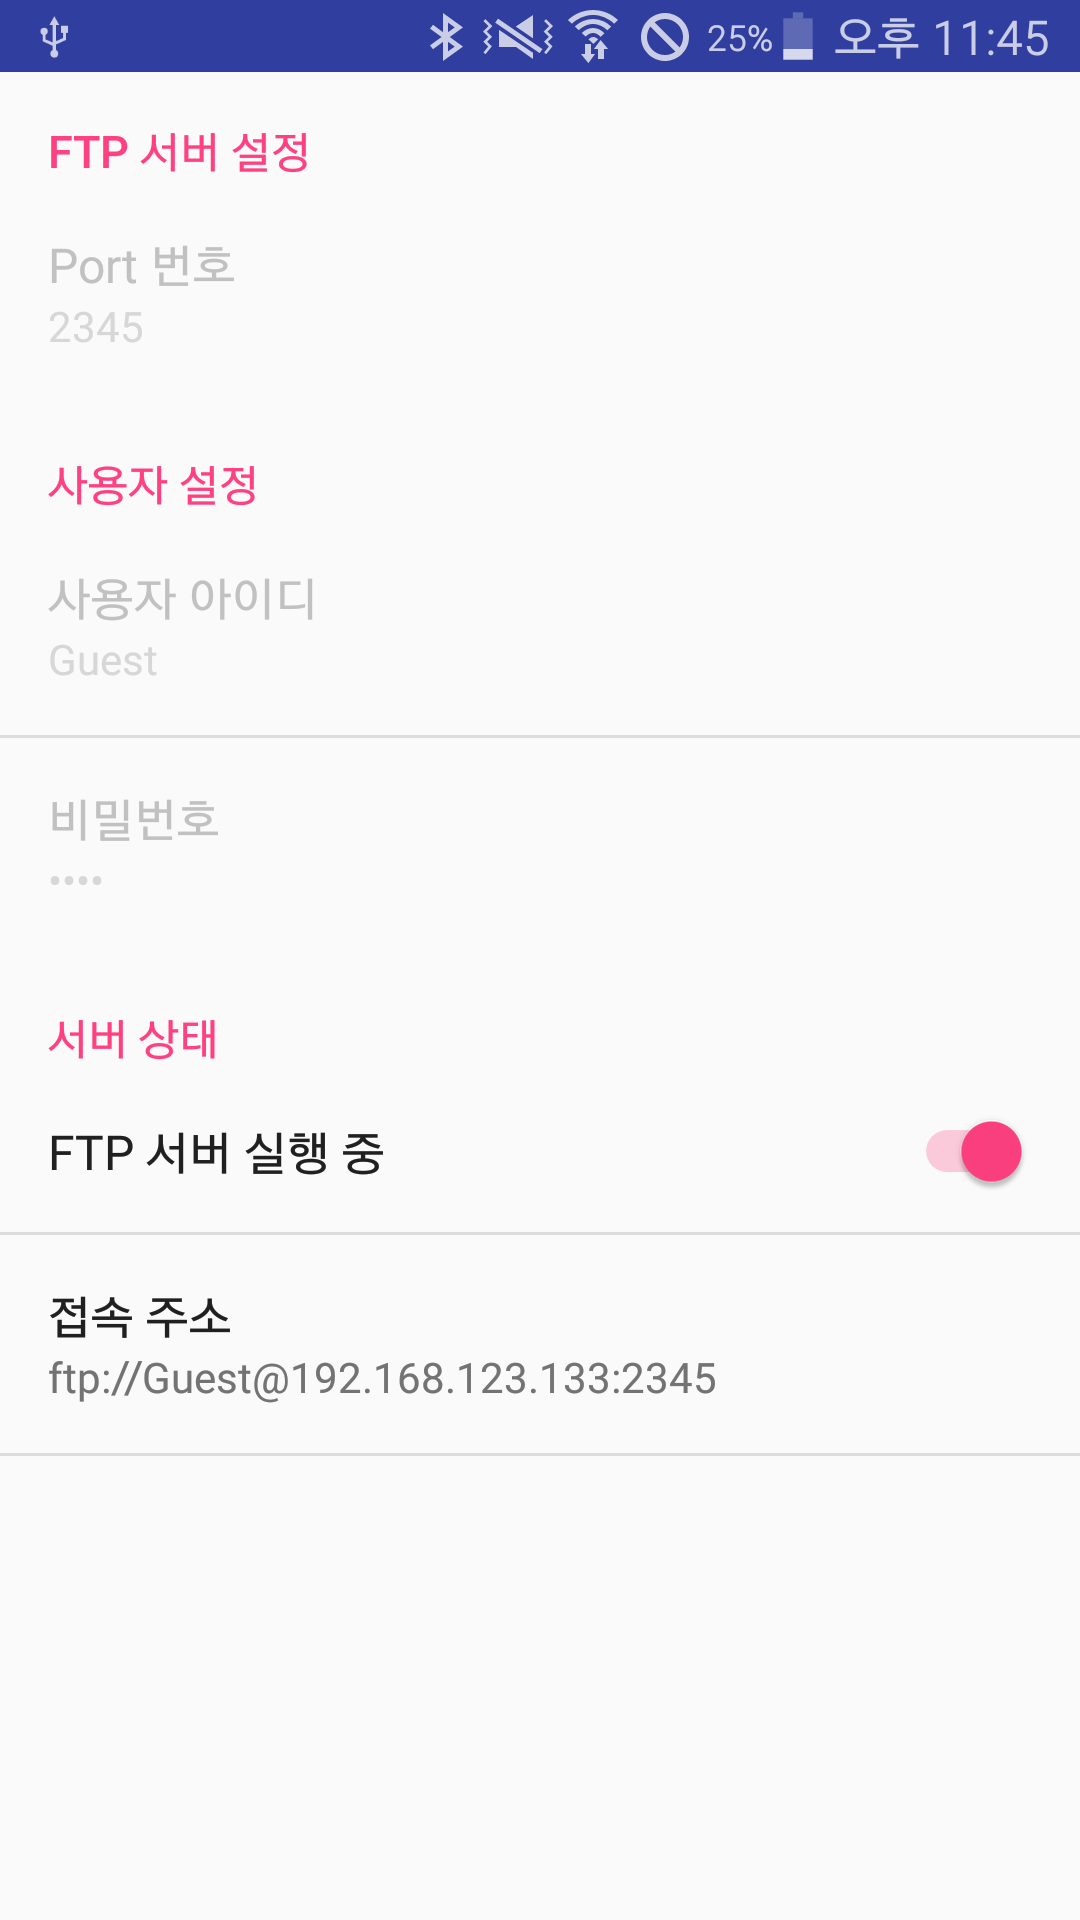 25% 오후 11:45
FTP 서버 설정
Port 번호
2345
사용자 설정
사용자 아이디
Guest
비밀번호
••••
서버 상태
FTP 서버 실행 중
접속 주소
ftp://Guest@192.168.123.133:2345